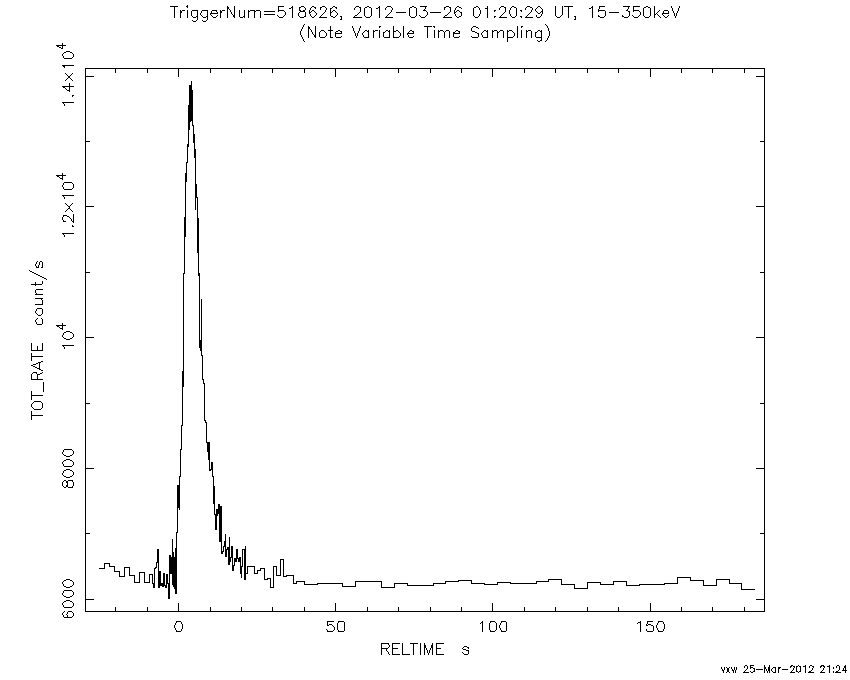 TriggerNum=518626, 2012-03-26 01:20:29 UT, 15-350keV
(Note Variable Time Sampling)
1.4×10⁴
1.2×10⁴
10⁴
8000
6000
TOT_RATE count/s
0 50 100 150
RELTIME s
vxw 25-Mar-2012 21:24